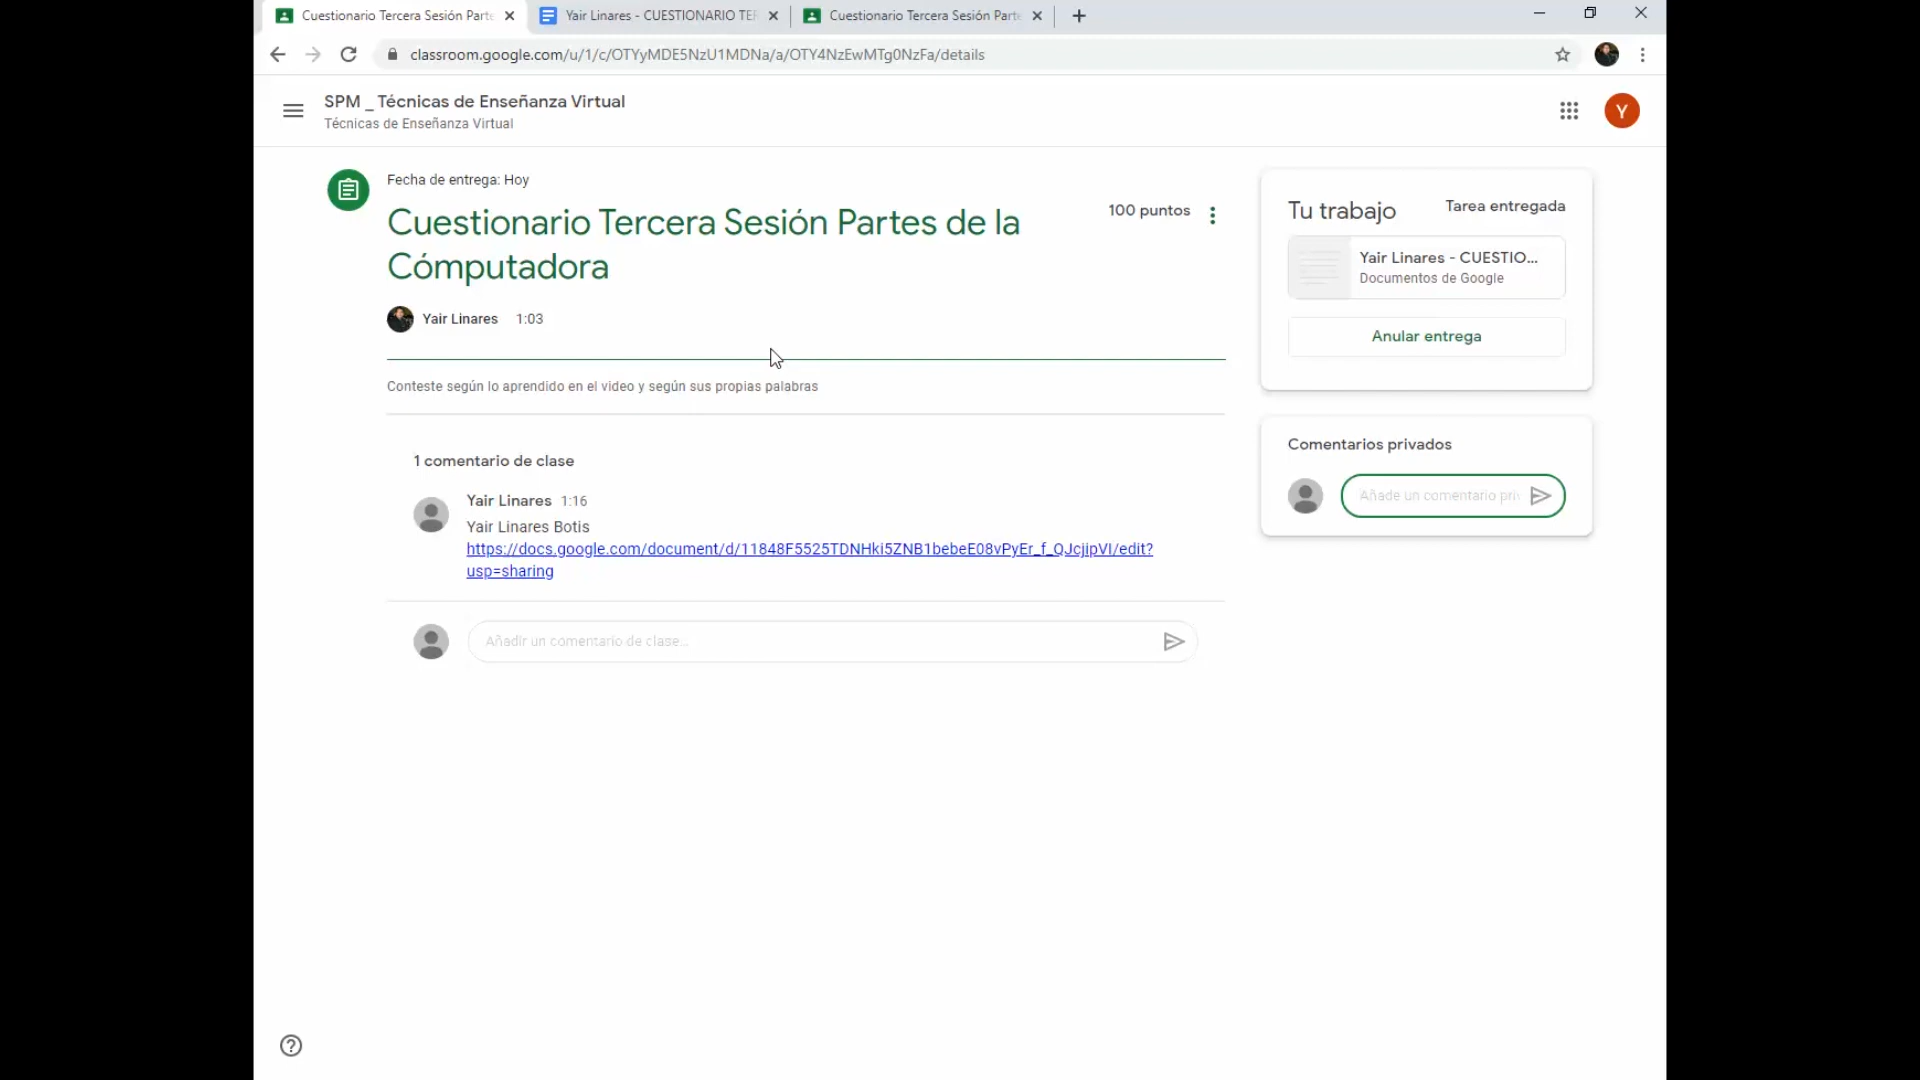 Cuestionario Tercera Sesión Parte
Yair Linares - CUESTIONARIO TER
Cuestionario Tercera Sesión Parte
classroom.google.com/u/1/c/OTYyMDE5NzU1MDNa/a/OTY4NzEwMTg0NzFa/details
SPM _ Técnicas de Enseñanza Virtual
Técnicas de Enseñanza Virtual
Y
Fecha de entrega: Hoy
Cuestionario Tercera Sesión Partes de la
Cómputadora
100 puntos
Yair Linares 1:03
Conteste según lo aprendido en el video y según sus propias palabras
1 comentario de clase
Yair Linares 1:16
Yair Linares Botis
https://docs.google.com/document/d/11848F5525TDNHki5ZNB1bebeE08vPyEr_f_QJcjipVI/edit?
usp=sharing
Añadir un comentario de clase...
Tu trabajo
Tarea entregada
Yair Linares - CUESTIO...
Documentos de Google
Anular entrega
Comentarios privados
Añade un comentario priv